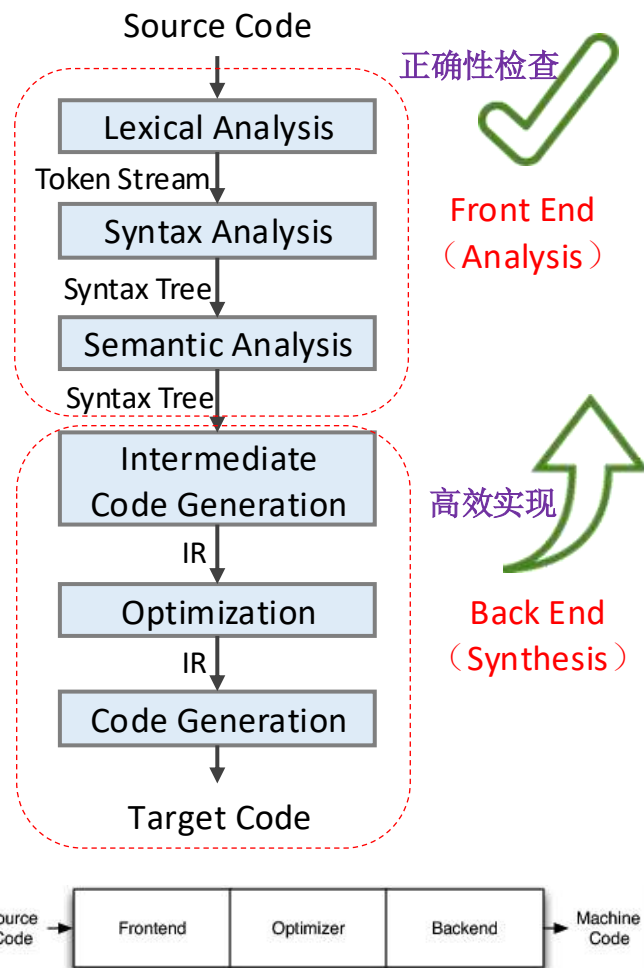 Source Code
正确性检查
Lexical Analysis
Token Stream
Front End
（Analysis）
Syntax Analysis
Syntax Tree
Semantic Analysis
Syntax Tree
Intermediate
Code Generation
高效实现
IR
Optimization
Back End
（Synthesis）
IR
Code Generation
Target Code
ource
Code
Frontend
Optimizer
Backend
Machine
Code